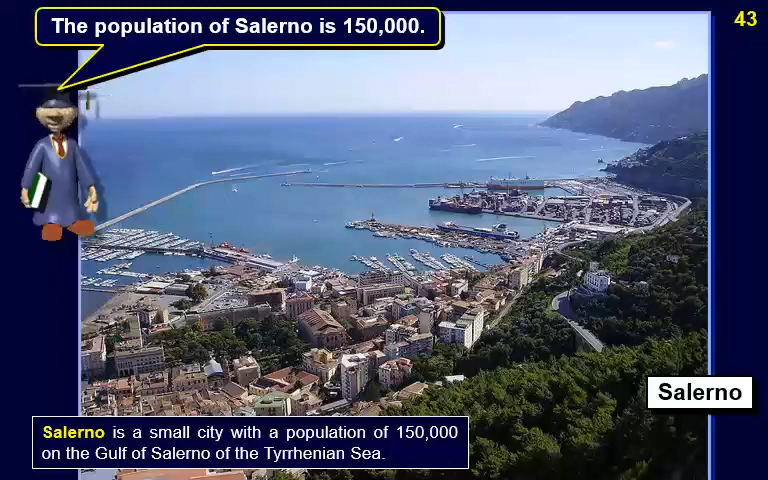 The population of Salerno is 150,000.
43
Salerno
Salerno is a small city with a population of 150,000
on the Gulf of Salerno of the Tyrrhenian Sea.